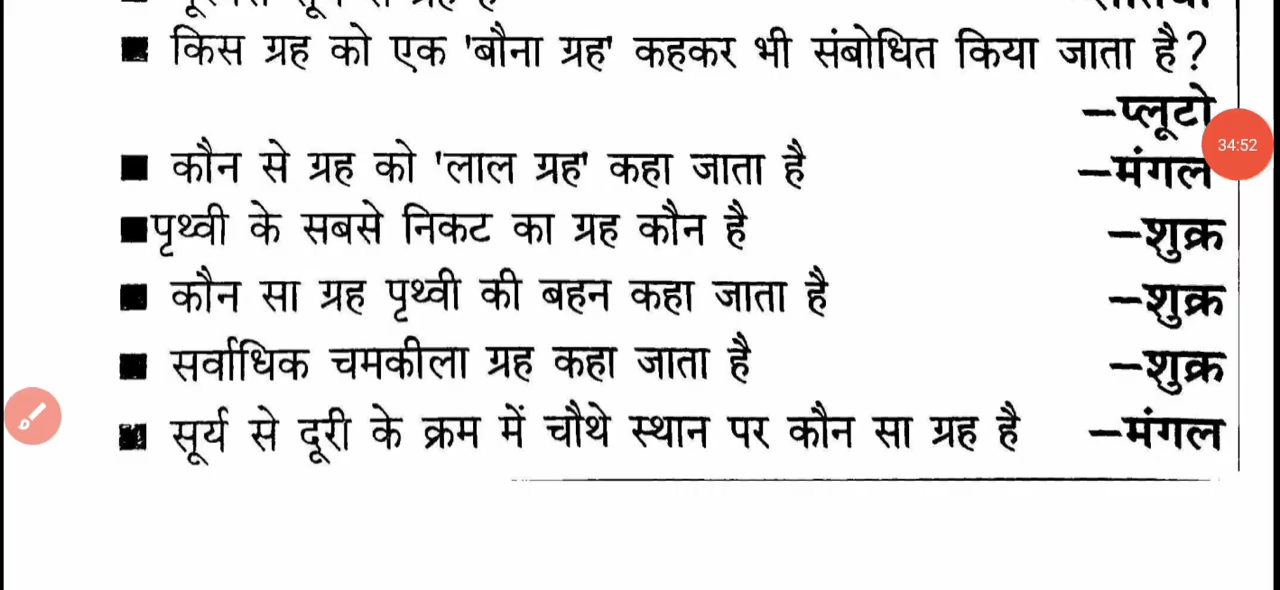 ■ किस ग्रह को एक 'बौना ग्रह' कहकर भी संबोधित किया जाता है?
–प्लूटो
34:52
■ कौन से ग्रह को 'लाल ग्रह' कहा जाता है –मंगल
■पृथ्वी के सबसे निकट का ग्रह कौन है –शुक्र
■ कौन सा ग्रह पृथ्वी की बहन कहा जाता है –शुक्र
■ सर्वाधिक चमकीला ग्रह कहा जाता है –शुक्र
■ सूर्य से दूरी के क्रम में चौथे स्थान पर कौन सा ग्रह है –मंगल